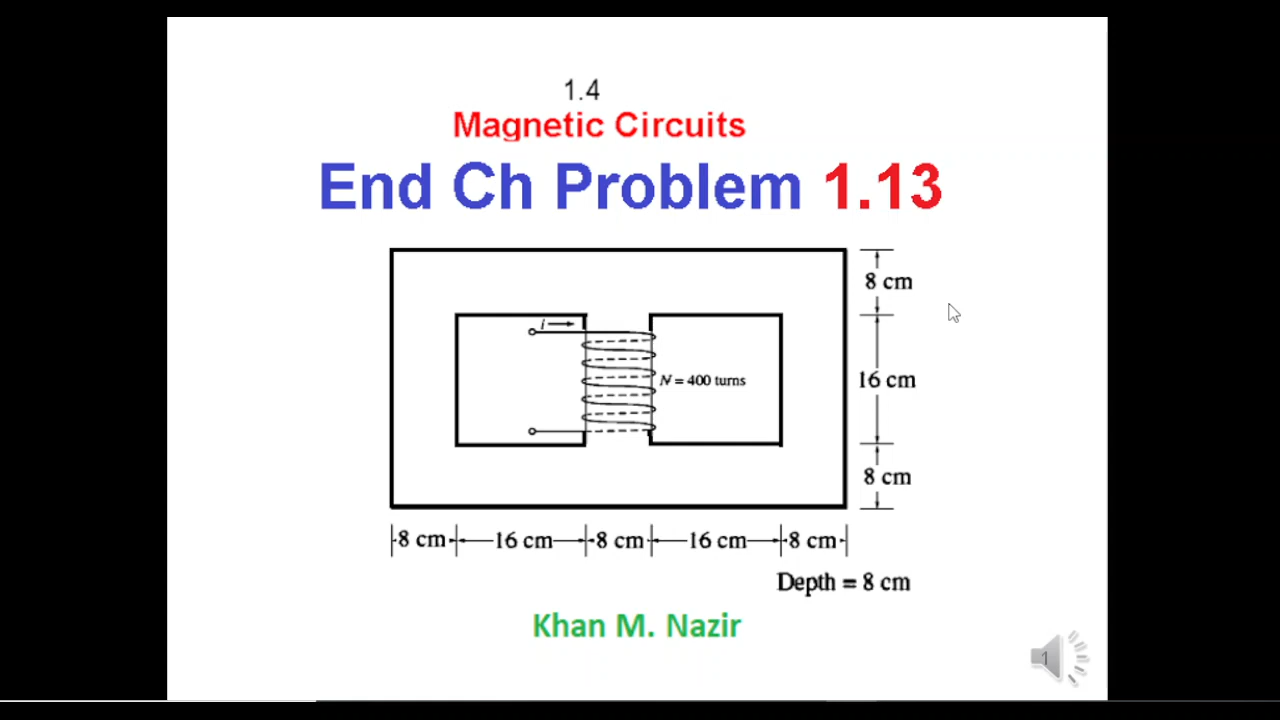 1.4
Magnetic Circuits
End Ch Problem 1.13
8 cm
i
N = 400 turns
16 cm
8 cm
8 cm 16 cm 8 cm 16 cm 8 cm
Depth = 8 cm
Khan M. Nazir
1